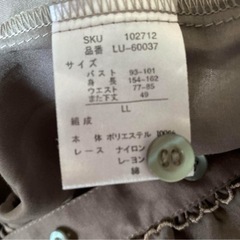 SKU 102712
品番 LU-60037
サイズ
バスト 93-101
身長 154-162
ウエスト 77-85
また下丈 49
LL
組成
本体 ポリエステル 100%
レース ナイロン
レーヨン
綿